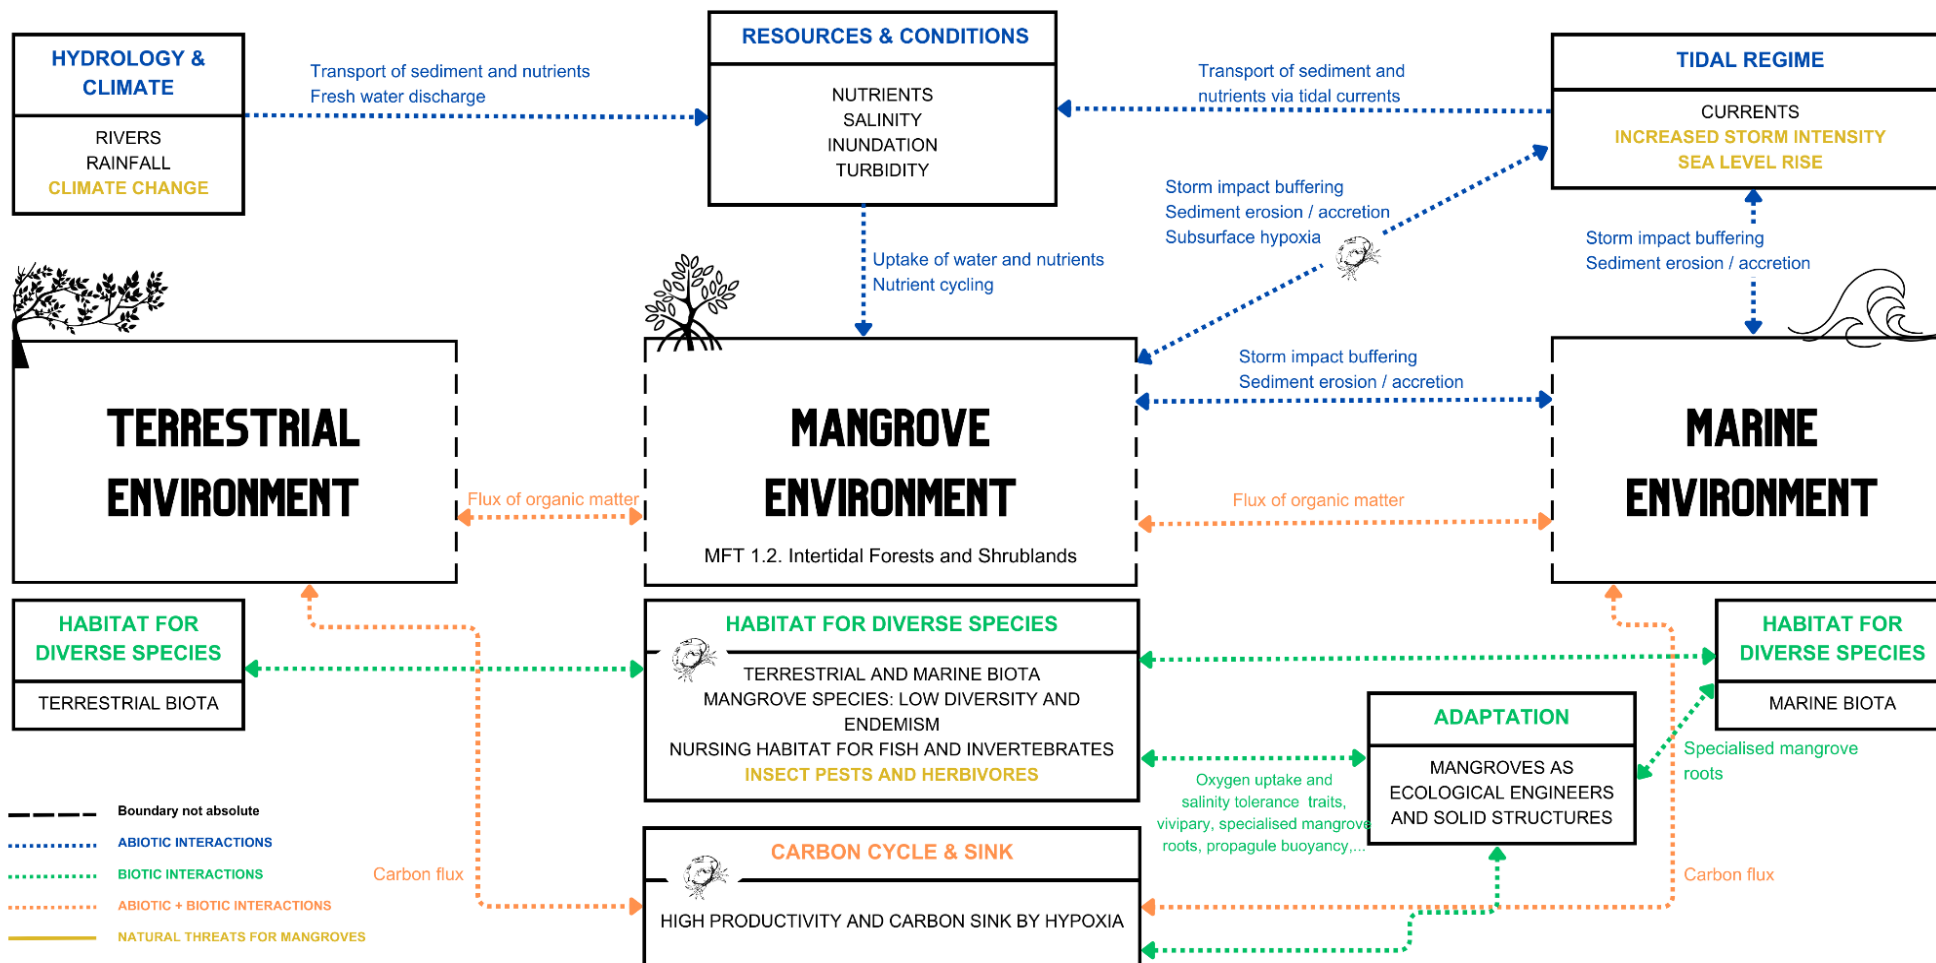 HYDROLOGY &
CLIMATE
RIVERS
RAINFALL
CLIMATE CHANGE
Transport of sediment and nutrients
Fresh water discharge
RESOURCES & CONDITIONS
NUTRIENTS
SALINITY
INUNDATION
TURBIDITY
Transport of sediment and
nutrients via tidal currents
TIDAL REGIME
CURRENTS
INCREASED STORM INTENSITY
SEA LEVEL RISE
Uptake of water and nutrients
Nutrient cycling
Storm impact buffering
Sediment erosion / accretion
Subsurface hypoxia
Storm impact buffering
Sediment erosion / accretion
Storm impact buffering
Sediment erosion / accretion
TERRESTRIAL
ENVIRONMENT
Flux of organic matter
MANGROVE
ENVIRONMENT
MFT 1.2. Intertidal Forests and Shrublands
Flux of organic matter
MARINE
ENVIRONMENT
HABITAT FOR
DIVERSE SPECIES
TERRESTRIAL BIOTA
HABITAT FOR DIVERSE SPECIES
TERRESTRIAL AND MARINE BIOTA
MANGROVE SPECIES: LOW DIVERSITY AND
ENDEMISM
NURSING HABITAT FOR FISH AND INVERTEBRATES
INSECT PESTS AND HERBIVORES
HABITAT FOR
DIVERSE SPECIES
MARINE BIOTA
ADAPTATION
MANGROVES AS
ECOLOGICAL ENGINEERS
AND SOLID STRUCTURES
Specialised mangrove
roots
Oxygen uptake and
salinity tolerance traits,
vivipary, specialised mangrove
roots, propagule buoyancy,...
CARBON CYCLE & SINK
HIGH PRODUCTIVITY AND CARBON SINK BY HYPOXIA
Carbon flux
Carbon flux
Boundary not absolute
ABIOTIC INTERACTIONS
BIOTIC INTERACTIONS
ABIOTIC + BIOTIC INTERACTIONS
NATURAL THREATS FOR MANGROVES